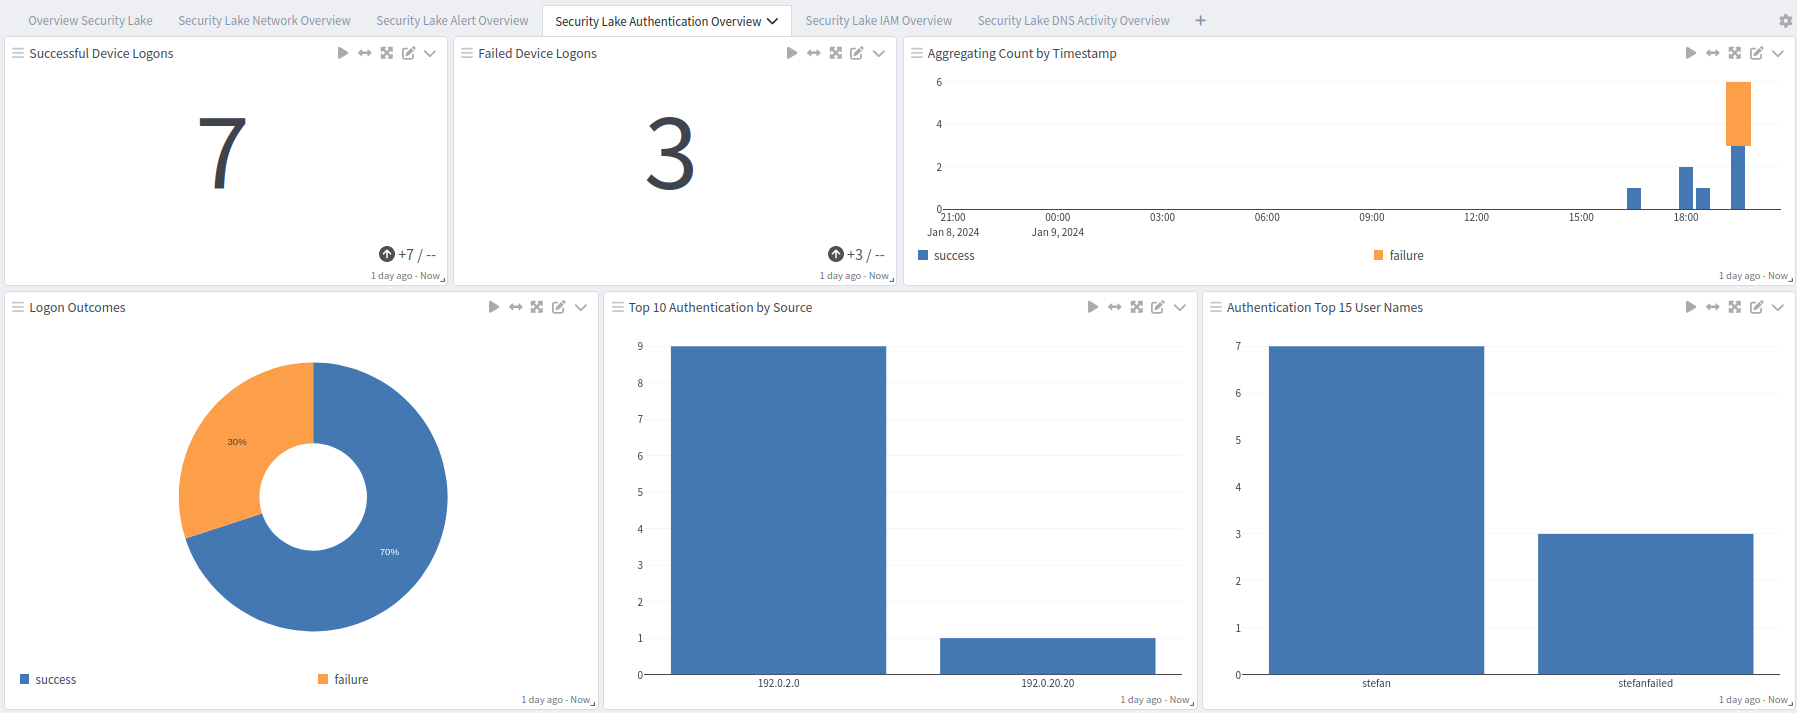 Overview Security Lake Security Lake Network Overview Security Lake Alert Overview Security Lake Authentication Overview Security Lake IAM Overview Security Lake DNS Activity Overview +
Successful Device Logons
7
+7 / --
1 day ago - Now
Failed Device Logons
3
+3 / --
1 day ago - Now
Aggregating Count by Timestamp
6
4
2
0
21:00 00:00 03:00 06:00 09:00 12:00 15:00 18:00
Jan 8, 2024 Jan 9, 2024
success failure
1 day ago - Now
Logon Outcomes
30%
70%
success failure
1 day ago - Now
Top 10 Authentication by Source
9
8
7
6
5
4
3
2
1
0
192.0.2.0 192.0.20.20
1 day ago - Now
Authentication Top 15 User Names
7
6
5
4
3
2
1
0
stefan stefanfailed
1 day ago - Now